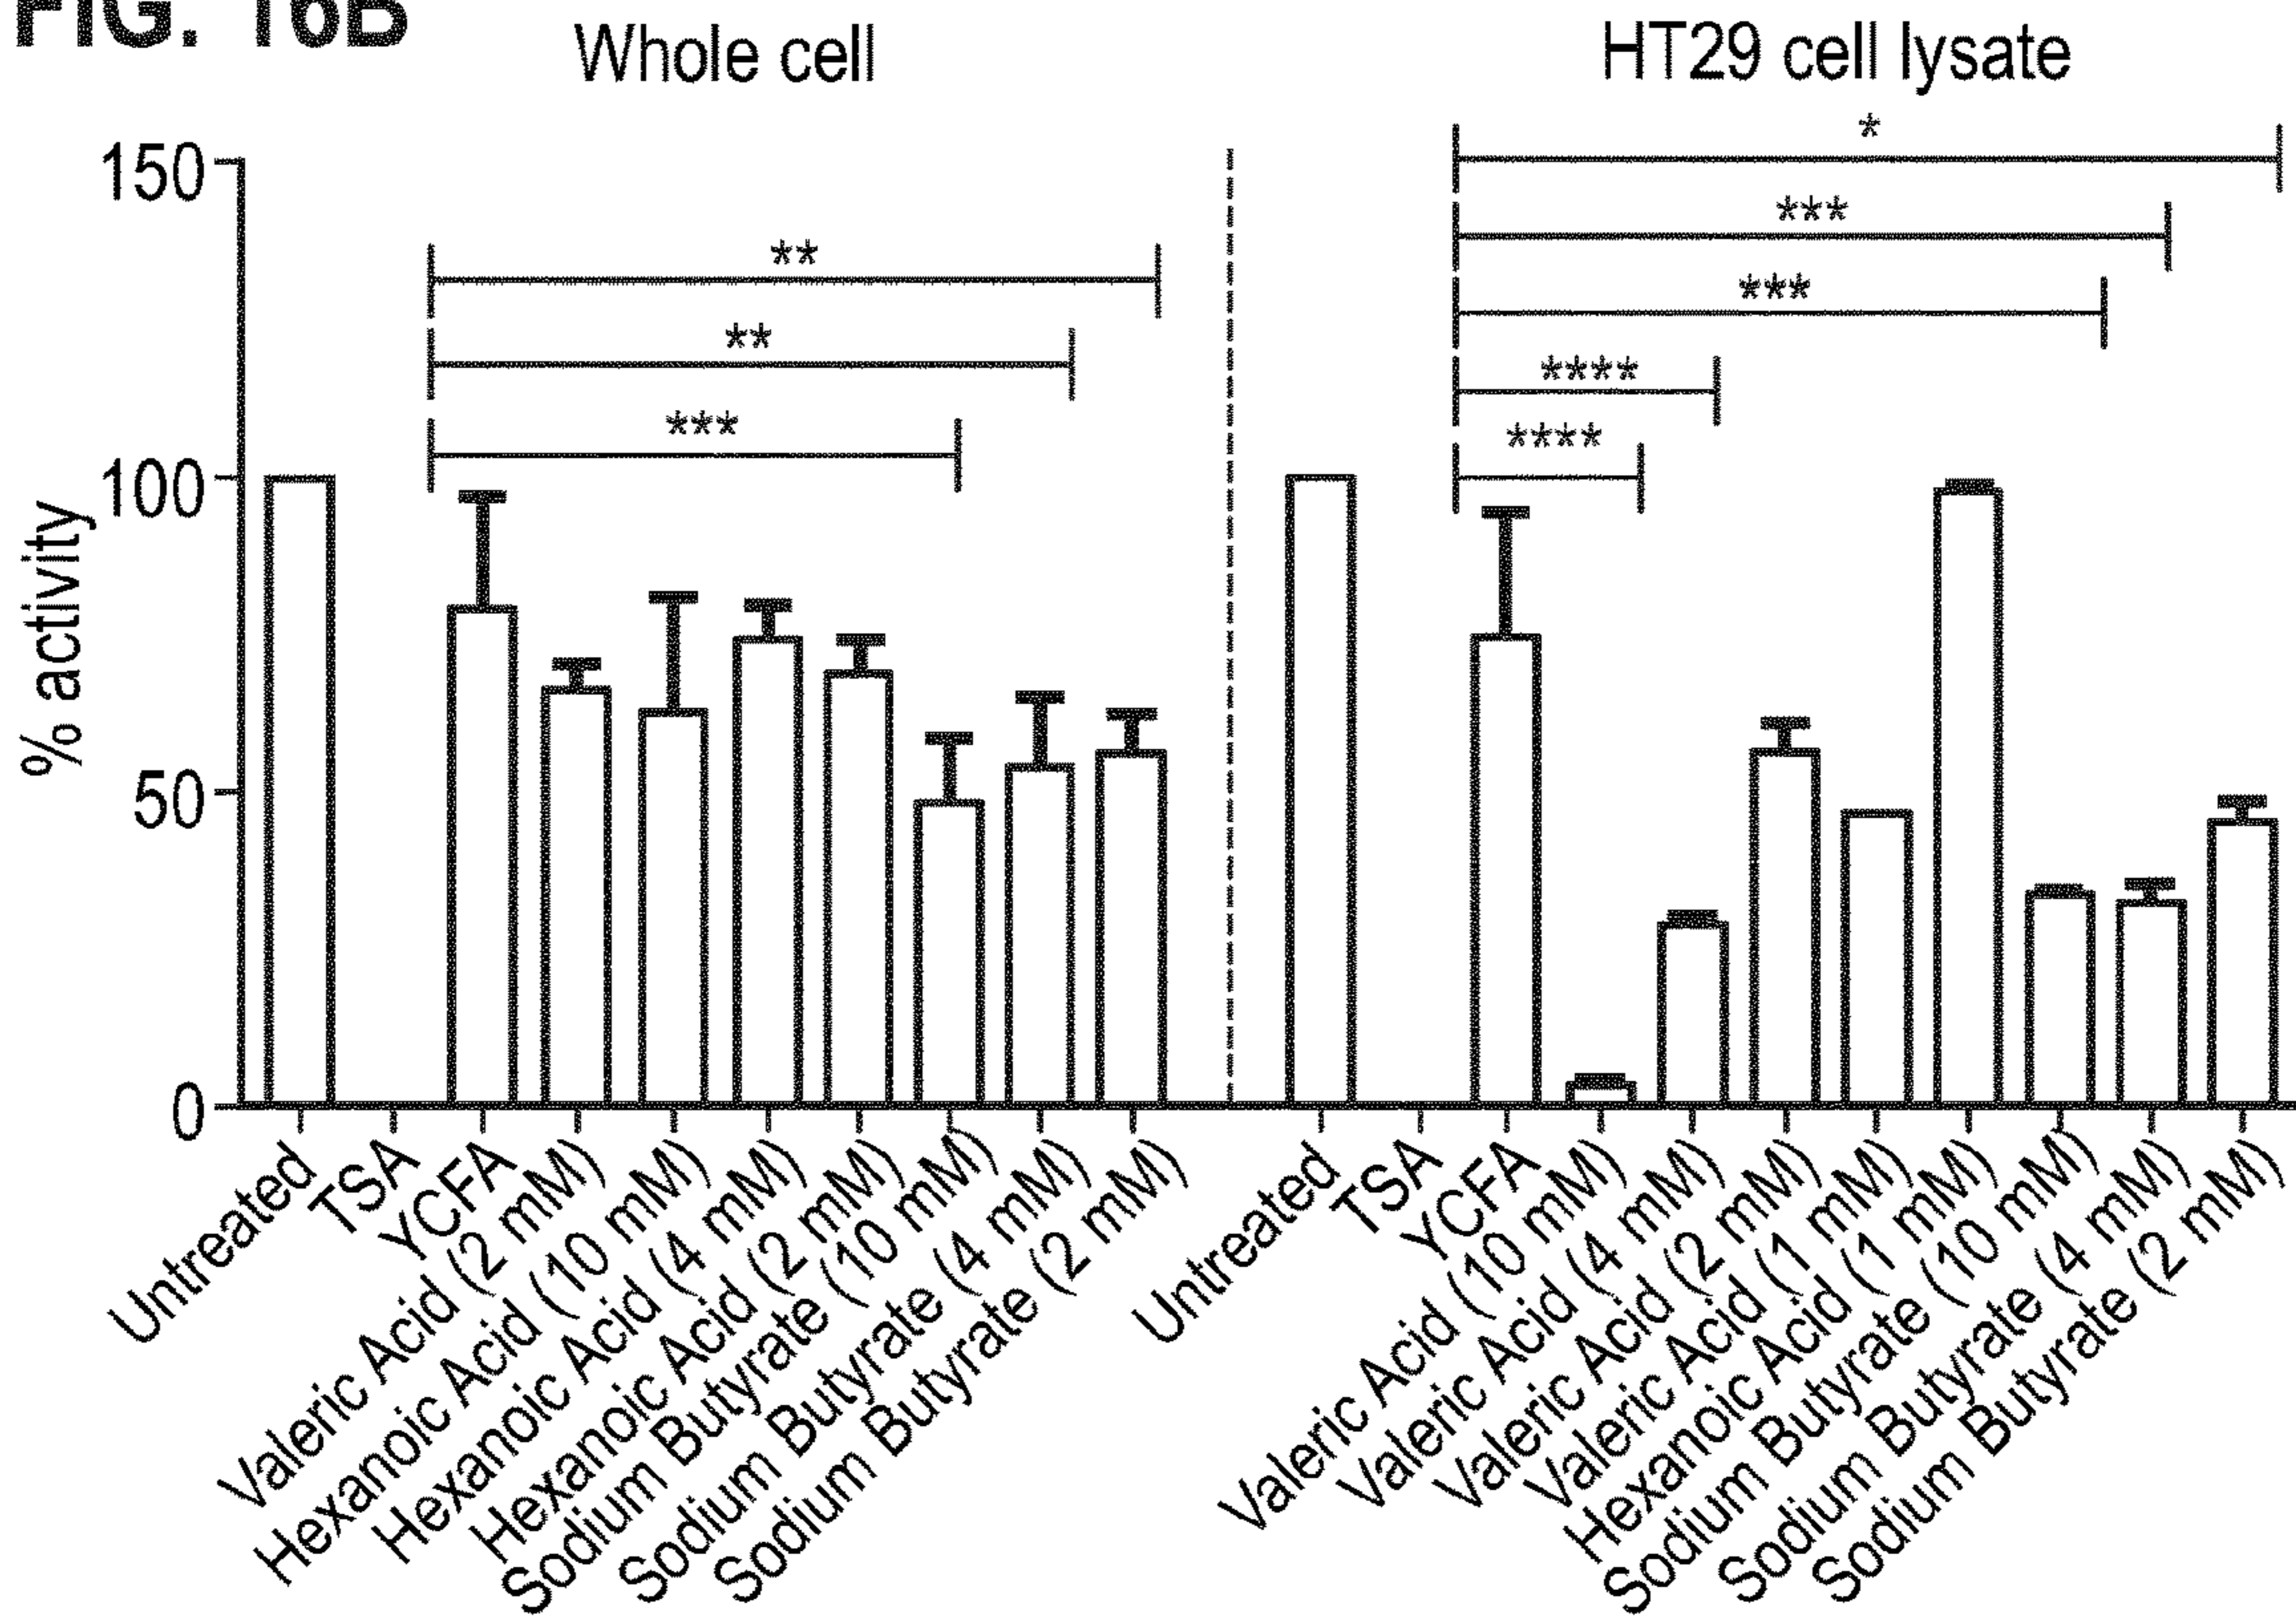 FIG. 16B
Whole cell
HT29 cell lysate
% activity
150
100
50
0
**
**
***
*
***
***
****
****
Untreated
TSA
YCFA
Valeric Acid (2 mM)
Hexanoic Acid (10 mM)
Hexanoic Acid (4 mM)
Hexanoic Acid (2 mM)
Sodium Butyrate (10 mM)
Sodium Butyrate (4 mM)
Sodium Butyrate (2 mM)
Untreated
TSA
YCFA
Valeric Acid (10 mM)
Valeric Acid (4 mM)
Valeric Acid (2 mM)
Valeric Acid (1 mM)
Hexanoic Acid (1 mM)
Sodium Butyrate (10 mM)
Sodium Butyrate (4 mM)
Sodium Butyrate (2 mM)